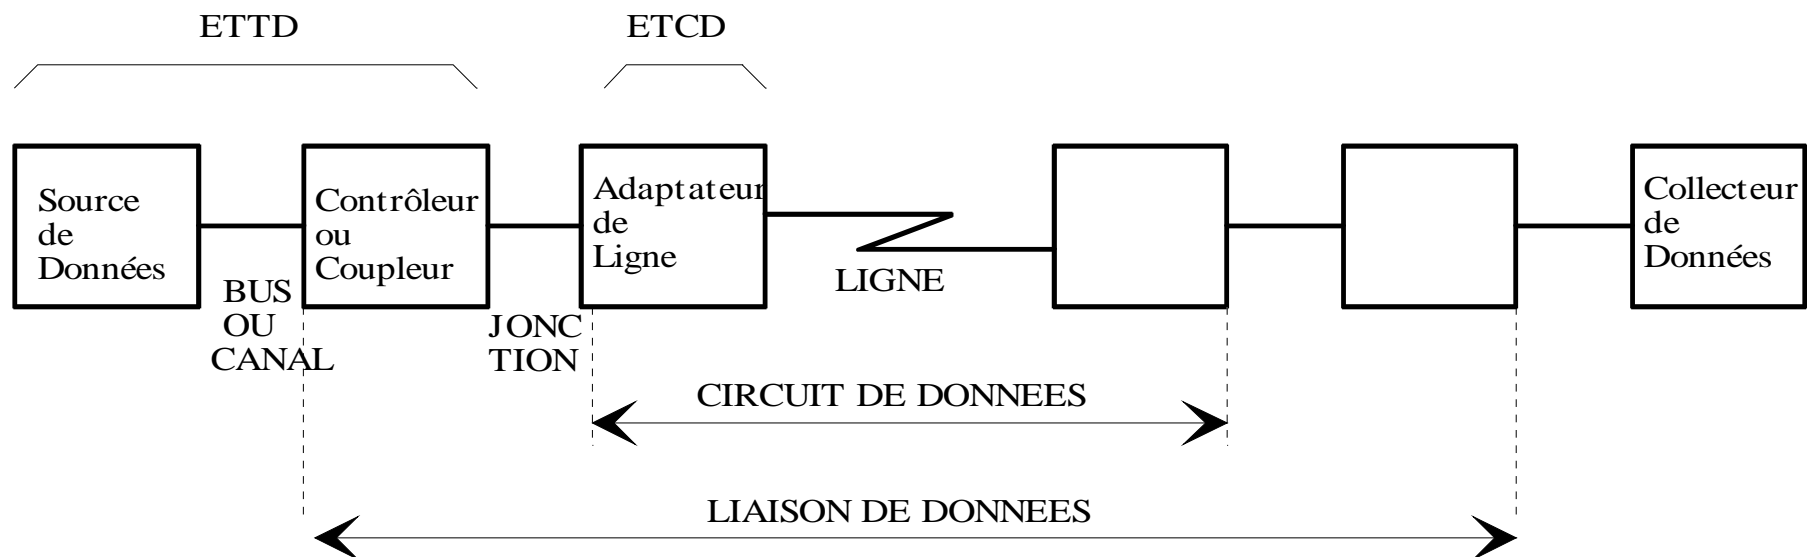 ETTD
ETCD
Source
de
Données
Contrôleur
ou
Coupleur
Adaptateur
de
Ligne
Collecteur
de
Données
BUS
OU
CANAL
JONC
TION
LIGNE
CIRCUIT DE DONNEES
LIAISON DE DONNEES